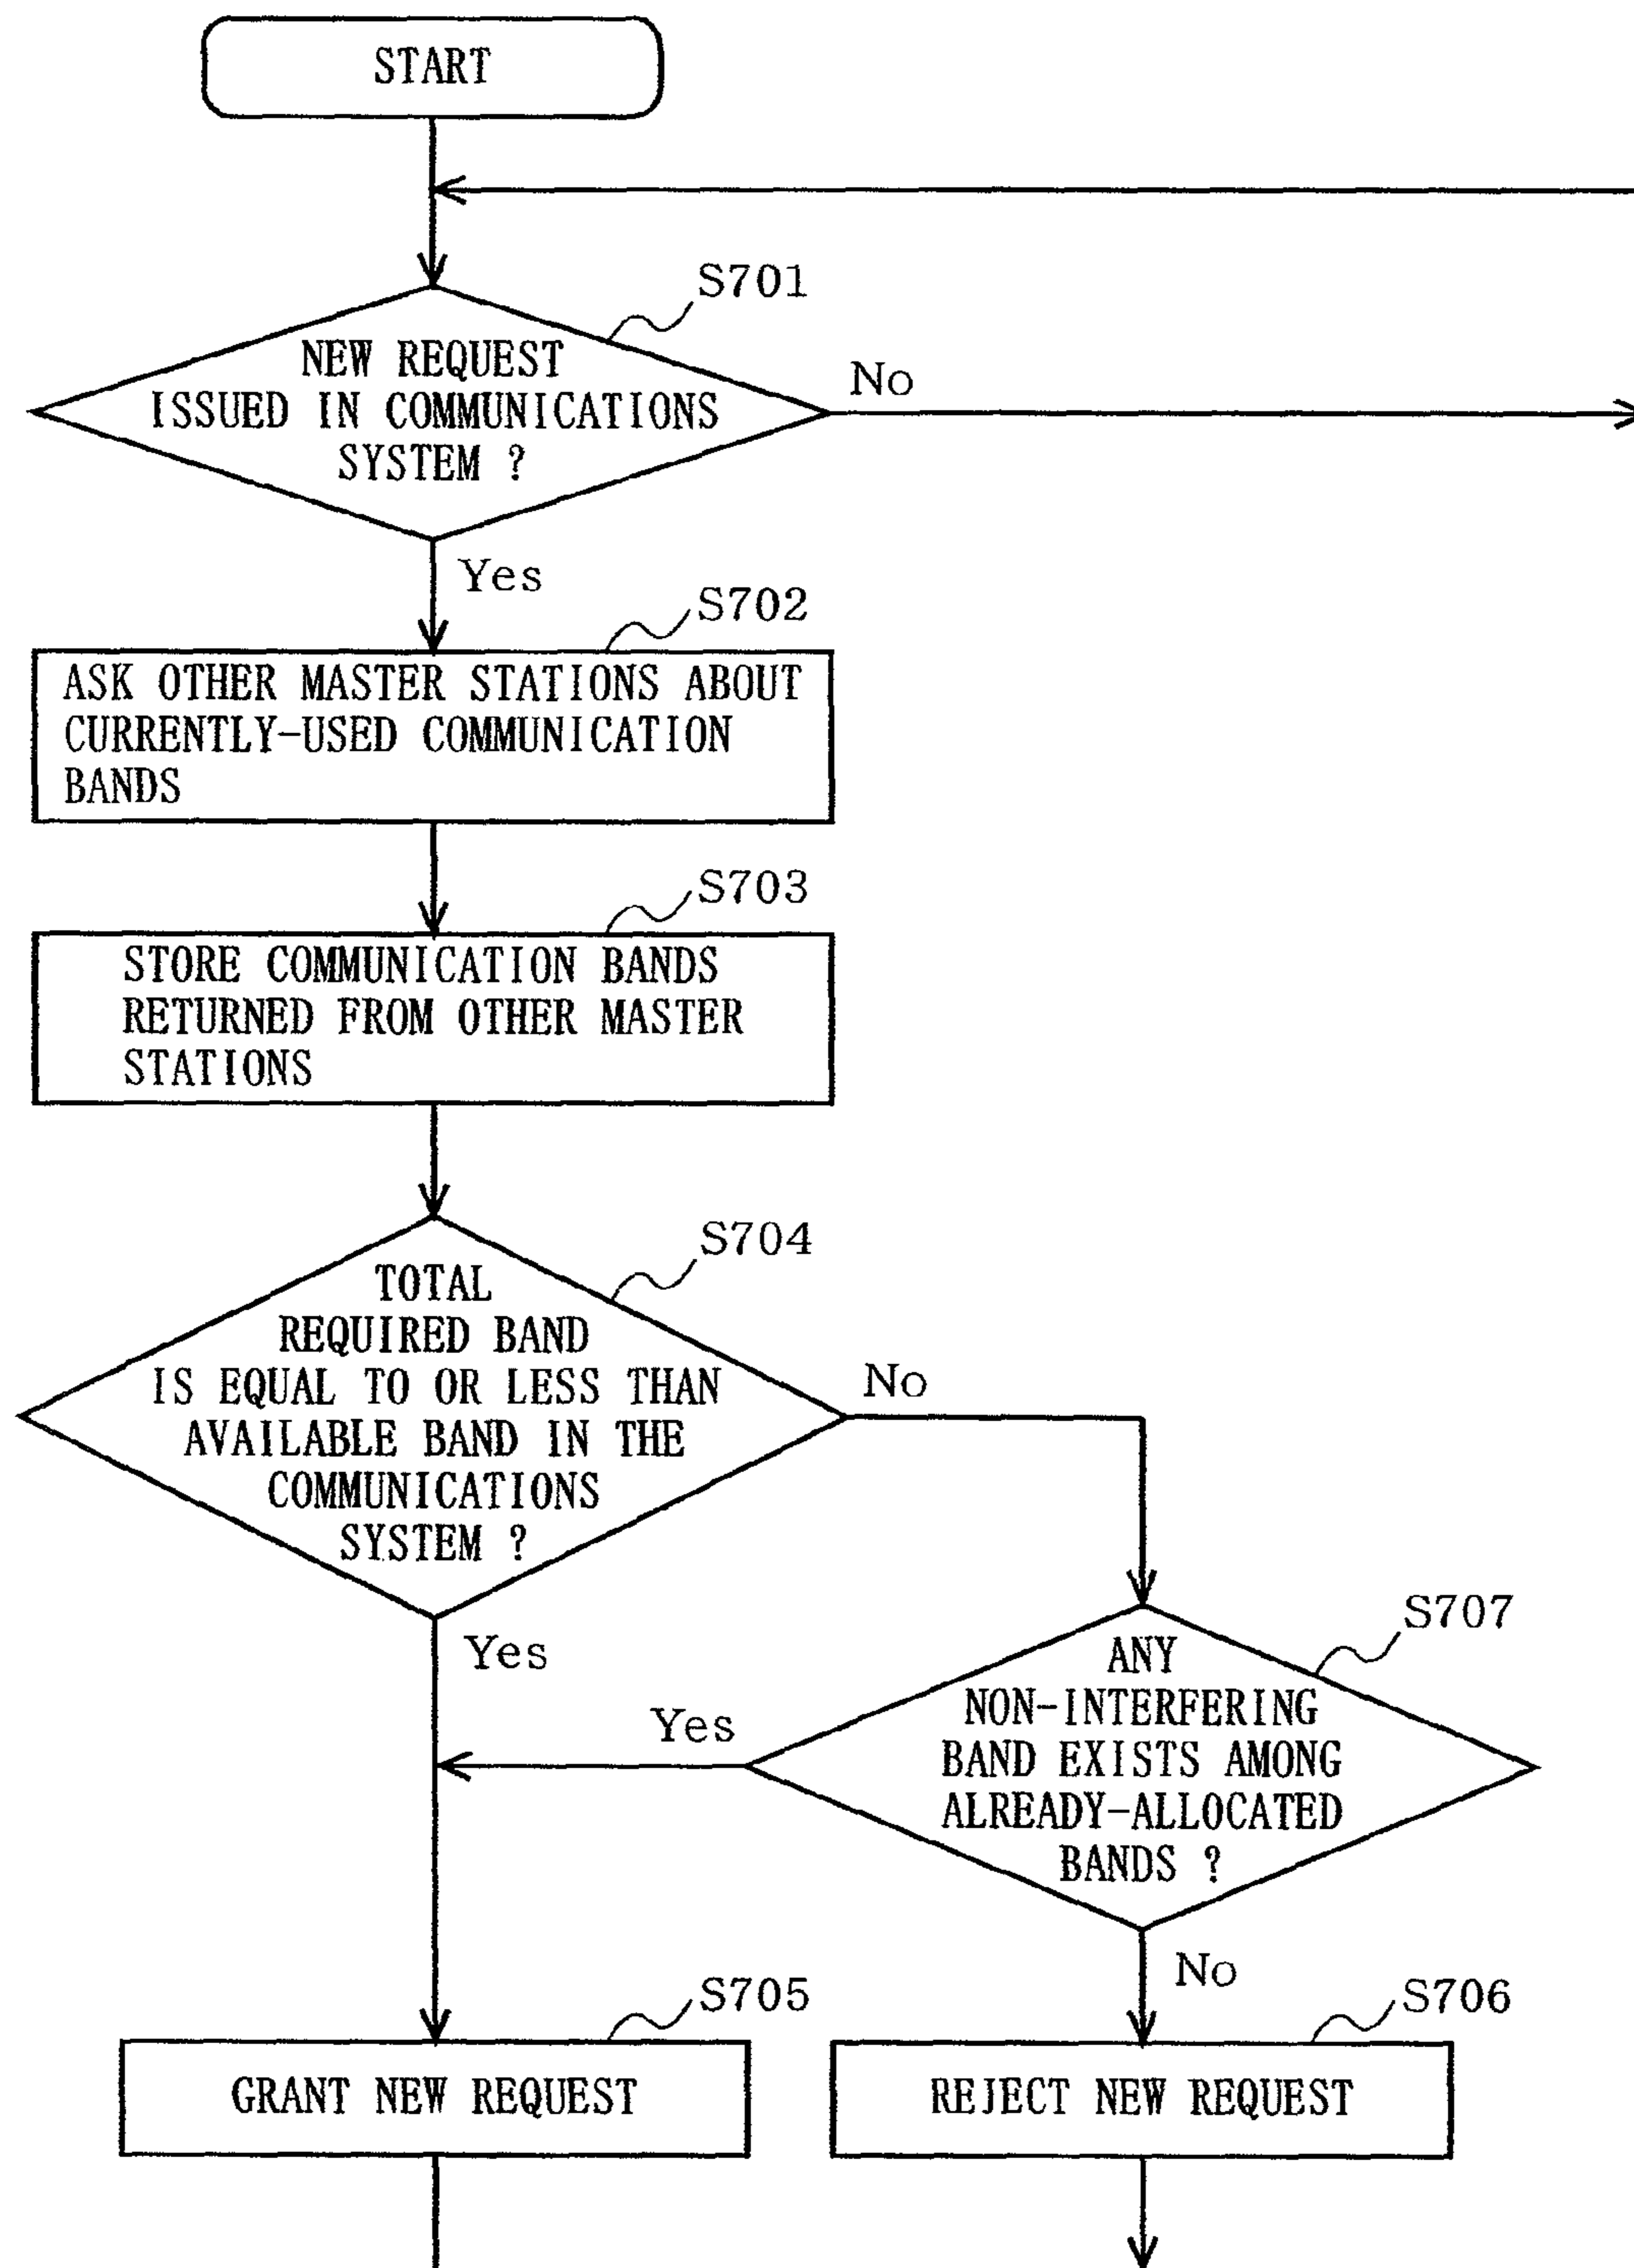 START
S701
NEW REQUEST
ISSUED IN COMMUNICATIONS
SYSTEM ?
No
Yes
S702
ASK OTHER MASTER STATIONS ABOUT
CURRENTLY-USED COMMUNICATION
BANDS
S703
STORE COMMUNICATION BANDS
RETURNED FROM OTHER MASTER
STATIONS
S704
TOTAL
REQUIRED BAND
IS EQUAL TO OR LESS THAN
AVAILABLE BAND IN THE
COMMUNICATIONS
SYSTEM ?
No
Yes
S707
ANY
NON-INTERFERING
BAND EXISTS AMONG
ALREADY-ALLOCATED
BANDS ?
Yes
No
S705
GRANT NEW REQUEST
S706
REJECT NEW REQUEST